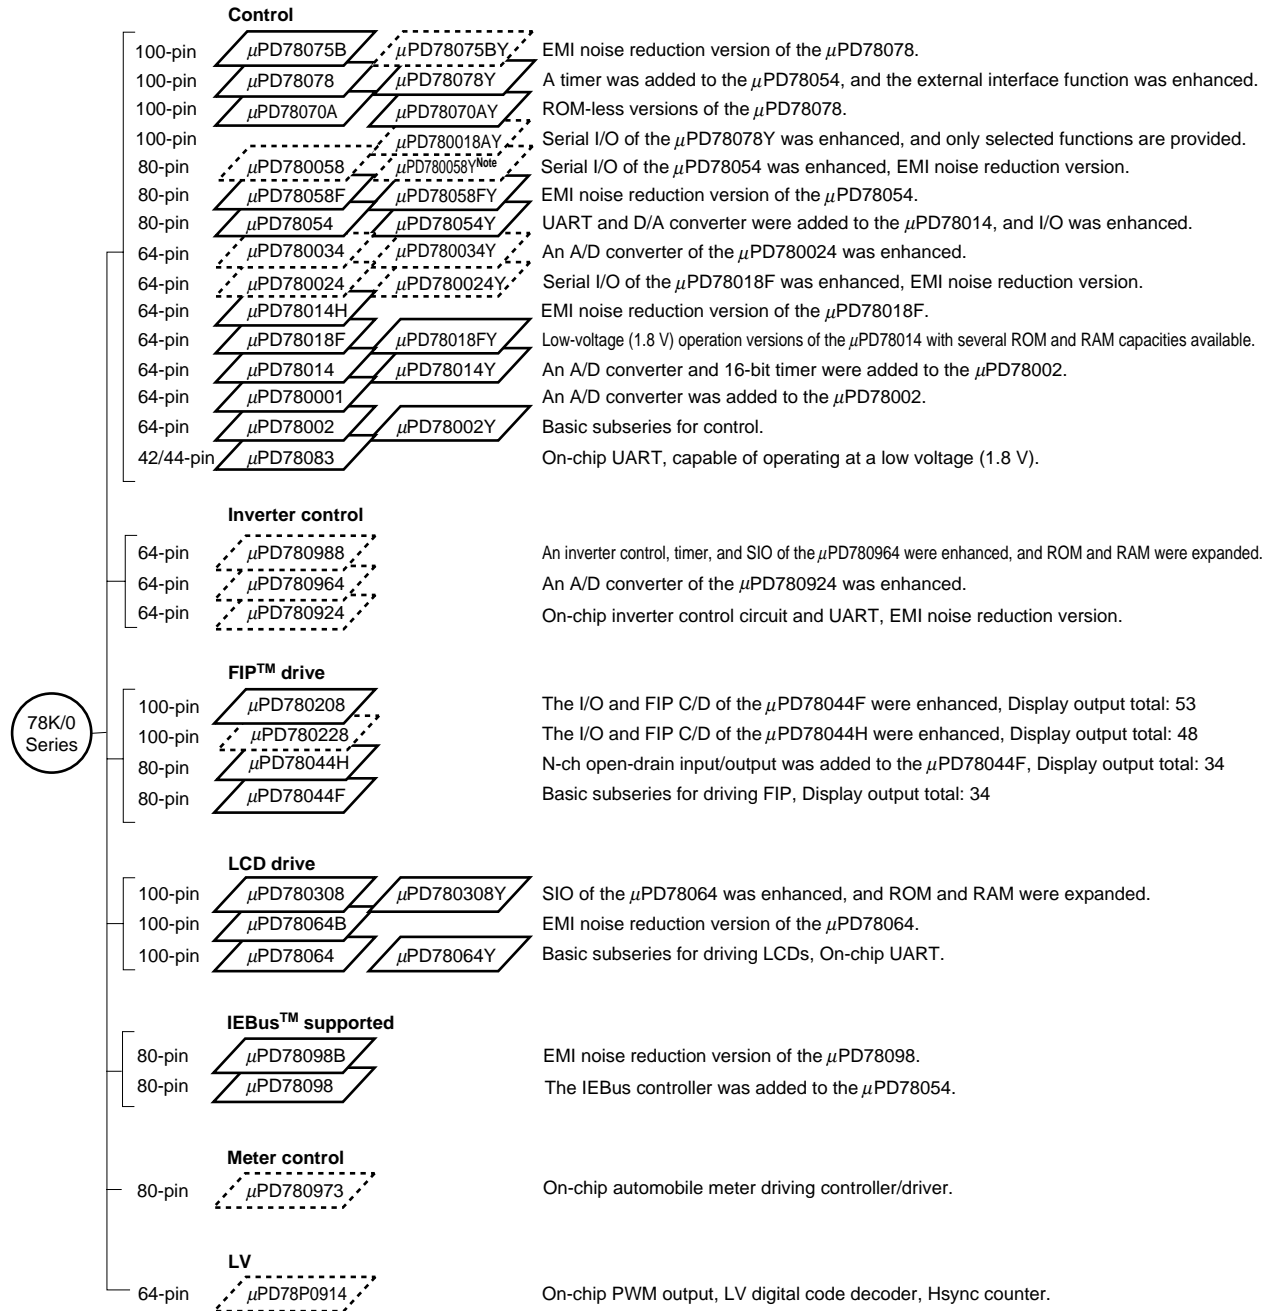 Control
100-pin μPD78075B μPD78075BY EMI noise reduction version of the μPD78078.
100-pin μPD78078 μPD78078Y A timer was added to the μPD78054, and the external interface function was enhanced.
100-pin μPD78070A μPD78070AY ROM-less versions of the μPD78078.
100-pin μPD780018AY Serial I/O of the μPD78078Y was enhanced, and only selected functions are provided.
80-pin μPD780058 μPD780058YNote Serial I/O of the μPD78054 was enhanced, EMI noise reduction version.
80-pin μPD78058F μPD78058FY EMI noise reduction version of the μPD78054.
80-pin μPD78054 μPD78054Y UART and D/A converter were added to the μPD78014, and I/O was enhanced.
64-pin μPD780034 μPD780034Y An A/D converter of the μPD780024 was enhanced.
64-pin μPD780024 μPD780024Y Serial I/O of the μPD78018F was enhanced, EMI noise reduction version.
64-pin μPD78014H EMI noise reduction version of the μPD78018F.
64-pin μPD78018F μPD78018FY Low-voltage (1.8 V) operation versions of the μPD78014 with several ROM and RAM capacities available.
64-pin μPD78014 μPD78014Y An A/D converter and 16-bit timer were added to the μPD78002.
64-pin μPD780001 An A/D converter was added to the μPD78002.
64-pin μPD78002 μPD78002Y Basic subseries for control.
42/44-pin μPD78083 On-chip UART, capable of operating at a low voltage (1.8 V).
Inverter control
64-pin μPD780988 An inverter control, timer, and SIO of the μPD780964 were enhanced, and ROM and RAM were expanded.
64-pin μPD780964 An A/D converter of the μPD780924 was enhanced.
64-pin μPD780924 On-chip inverter control circuit and UART, EMI noise reduction version.
78K/0
Series
FIPTM drive
100-pin μPD780208 The I/O and FIP C/D of the μPD78044F were enhanced, Display output total: 53
100-pin μPD780228 The I/O and FIP C/D of the μPD78044H were enhanced, Display output total: 48
80-pin μPD78044H N-ch open-drain input/output was added to the μPD78044F, Display output total: 34
80-pin μPD78044F Basic subseries for driving FIP, Display output total: 34
LCD drive
100-pin μPD780308 μPD780308Y SIO of the μPD78064 was enhanced, and ROM and RAM were expanded.
100-pin μPD78064B EMI noise reduction version of the μPD78064.
100-pin μPD78064 μPD78064Y Basic subseries for driving LCDs, On-chip UART.
IEBusTM supported
80-pin μPD78098B EMI noise reduction version of the μPD78098.
80-pin μPD78098 The IEBus controller was added to the μPD78054.
Meter control
80-pin μPD780973 On-chip automobile meter driving controller/driver.
LV
64-pin μPD78P0914 On-chip PWM output, LV digital code decoder, Hsync counter.